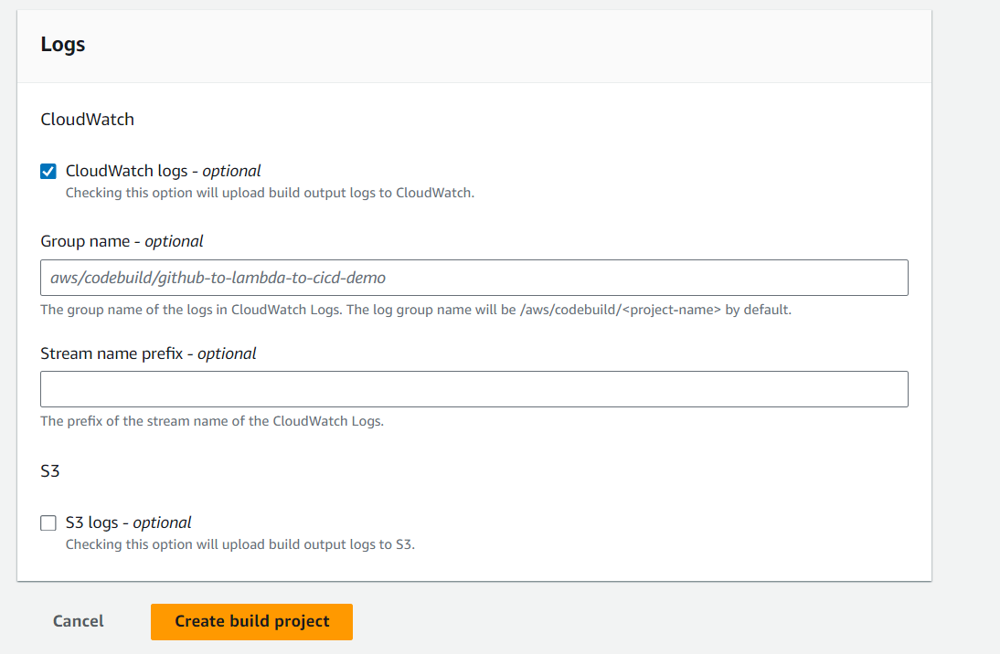 Logs
CloudWatch
CloudWatch logs - optional
Checking this option will upload build output logs to CloudWatch.
Group name - optional
aws/codebuild/github-to-lambda-to-cicd-demo
The group name of the logs in CloudWatch Logs. The log group name will be /aws/codebuild/<project-name> by default.
Stream name prefix - optional
The prefix of the stream name of the CloudWatch Logs.
S3
S3 logs - optional
Checking this option will upload build output logs to S3.
Cancel
Create build project